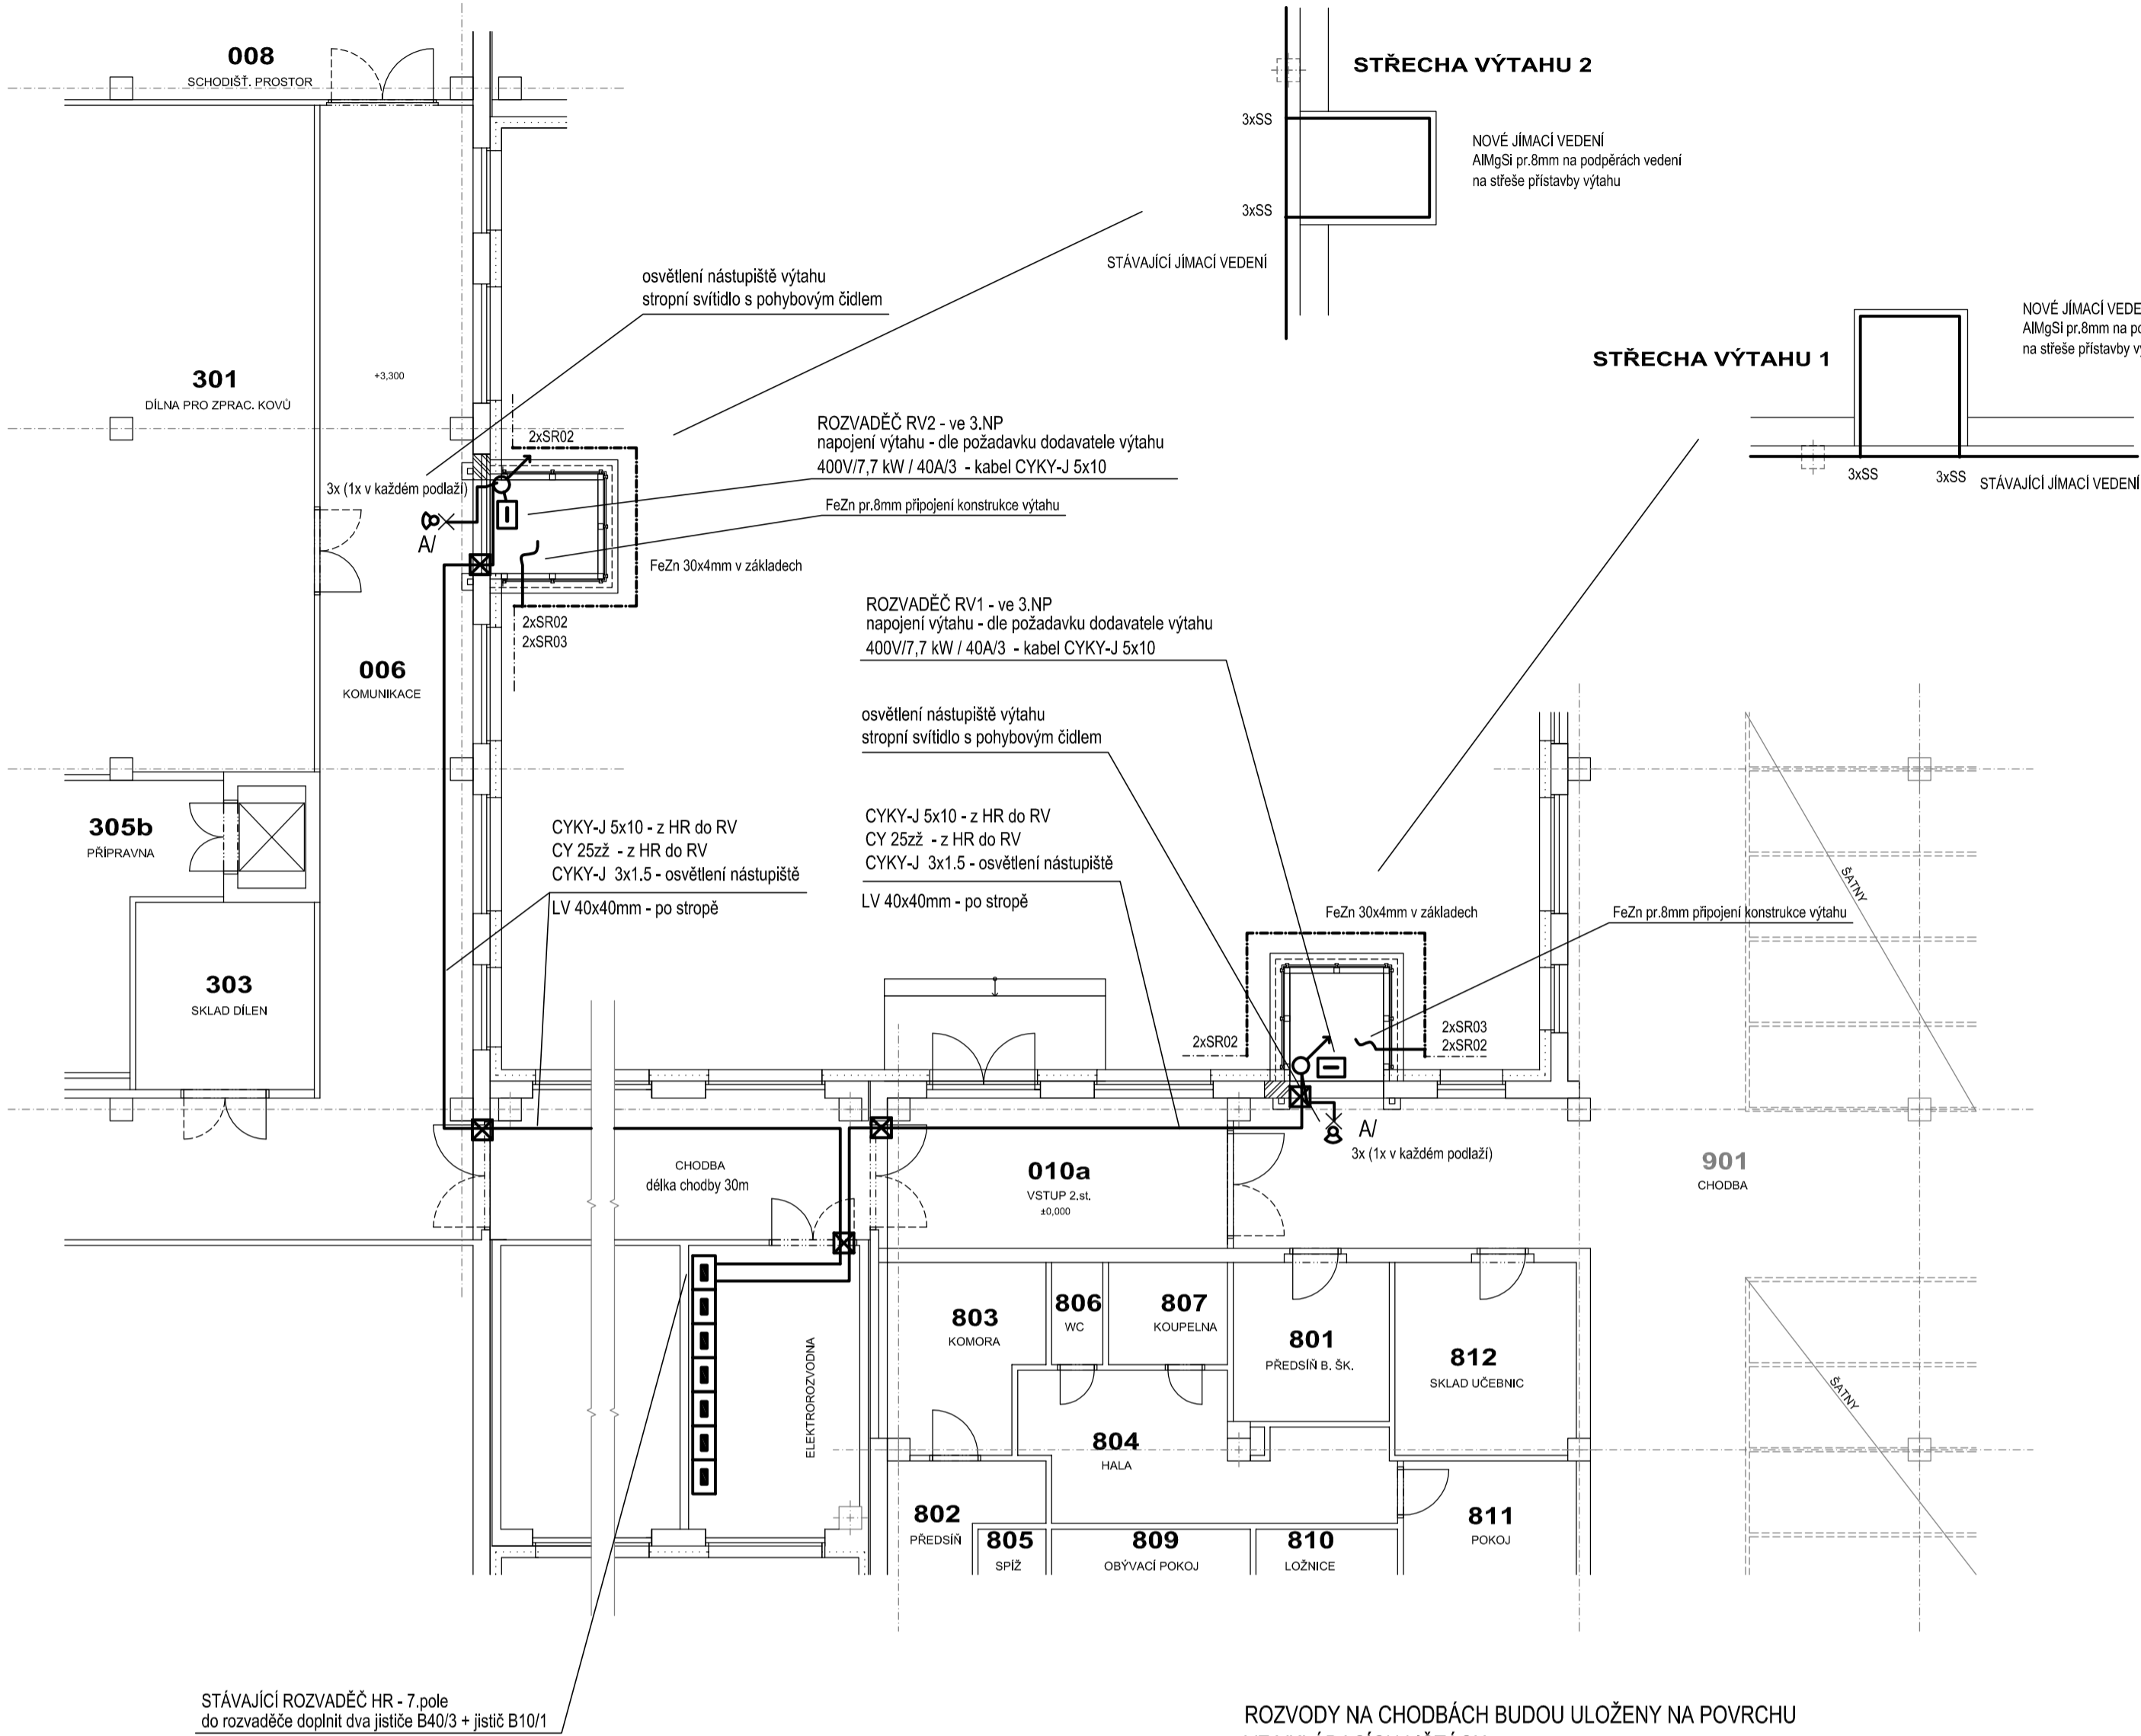 008
SCHODIŠŤ. PROSTOR
STŘECHA VÝTAHU 2
3xSS
NOVÉ JÍMACÍ VEDENÍ
AlMgSi pr.8mm na podpěrách vedení
na střeše přístavby výtahu
3xSS
STÁVAJÍCÍ JÍMACÍ VEDENÍ
osvětlení nástupiště výtahu
stropní svítidlo s pohybovým čidlem
NOVÉ JÍMACÍ VEDE
AlMgSi pr.8mm na po
na střeše přístavby v
STŘECHA VÝTAHU 1
3xSS
3xSS
STÁVAJÍCÍ JÍMACÍ VEDENÍ
301
DÍLNA PRO ZPRAC. KOVŮ
+3,300
2xSR02
ROZVADĚČ RV2 - ve 3.NP
napojení výtahu - dle požadavku dodavatele výtahu
400V/7,7 kW / 40A/3 - kabel CYKY-J 5x10
3x (1x v každém podlaží)
A/
FeZn pr.8mm připojení konstrukce výtahu
FeZn 30x4mm v základech
2xSR02
2xSR03
ROZVADĚČ RV1 - ve 3.NP
napojení výtahu - dle požadavku dodavatele výtahu
400V/7,7 kW / 40A/3 - kabel CYKY-J 5x10
006
KOMUNIKACE
osvětlení nástupiště výtahu
stropní svítidlo s pohybovým čidlem
305b
PŘÍPRAVNA
CYKY-J 5x10 - z HR do RV
CY 25zž - z HR do RV
CYKY-J 3x1.5 - osvětlení nástupiště
LV 40x40mm - po stropě
CYKY-J 5x10 - z HR do RV
CY 25zž - z HR do RV
CYKY-J 3x1.5 - osvětlení nástupiště
LV 40x40mm - po stropě
FeZn 30x4mm v základech
FeZn pr.8mm připojení konstrukce výtahu
ŠATNY
303
SKLAD DÍLEN
2xSR02
2xSR03
2xSR02
A/
3x (1x v každém podlaží)
CHODBA
délka chodby 30m
010a
VSTUP 2.st.
±0,000
901
CHODBA
803
KOMORA
806
WC
807
KOUPELNA
801
PŘEDSÍŇ B. ŠK.
812
SKLAD UČEBNIC
ELEKTROROZVODNA
ŠATNY
804
HALA
802
PŘEDSÍŇ
805
SPÍŽ
809
OBÝVACÍ POKOJ
810
LOŽNICE
811
POKOJ
STÁVAJÍCÍ ROZVADĚČ HR - 7.pole
do rozvaděče doplnit dva jističe B40/3 + jistič B10/1
ROZVODY NA CHODBÁCH BUDOU ULOŽENY NA POVRCHU